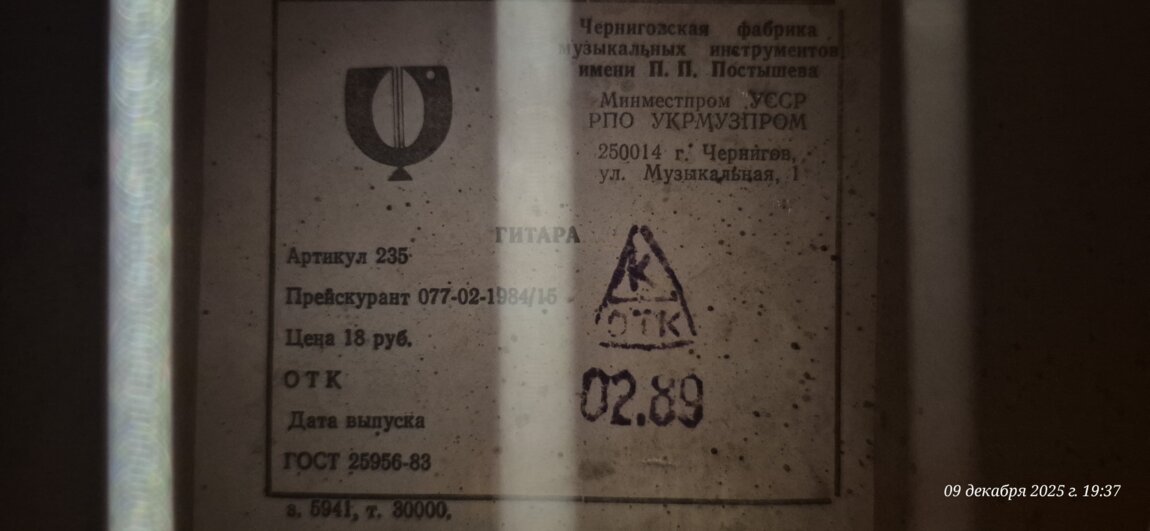 Черниговская фабрика
музыкальных инструментов
имени П. П. Постышева
Минместпром УССР
РПО УКРМУЗПРОМ
250014 г. Чернигов,
ул. Музыкальная, 1
ГИТАРА
Артикул 235
Прейскурант 077-02-1984/15
Цена 18 руб.
ОТК
Дата выпуска
ГОСТ 25956-83
К
ОТК
02.89
з. 5941, т. 30000.
09 декабря 2025 г. 19:37